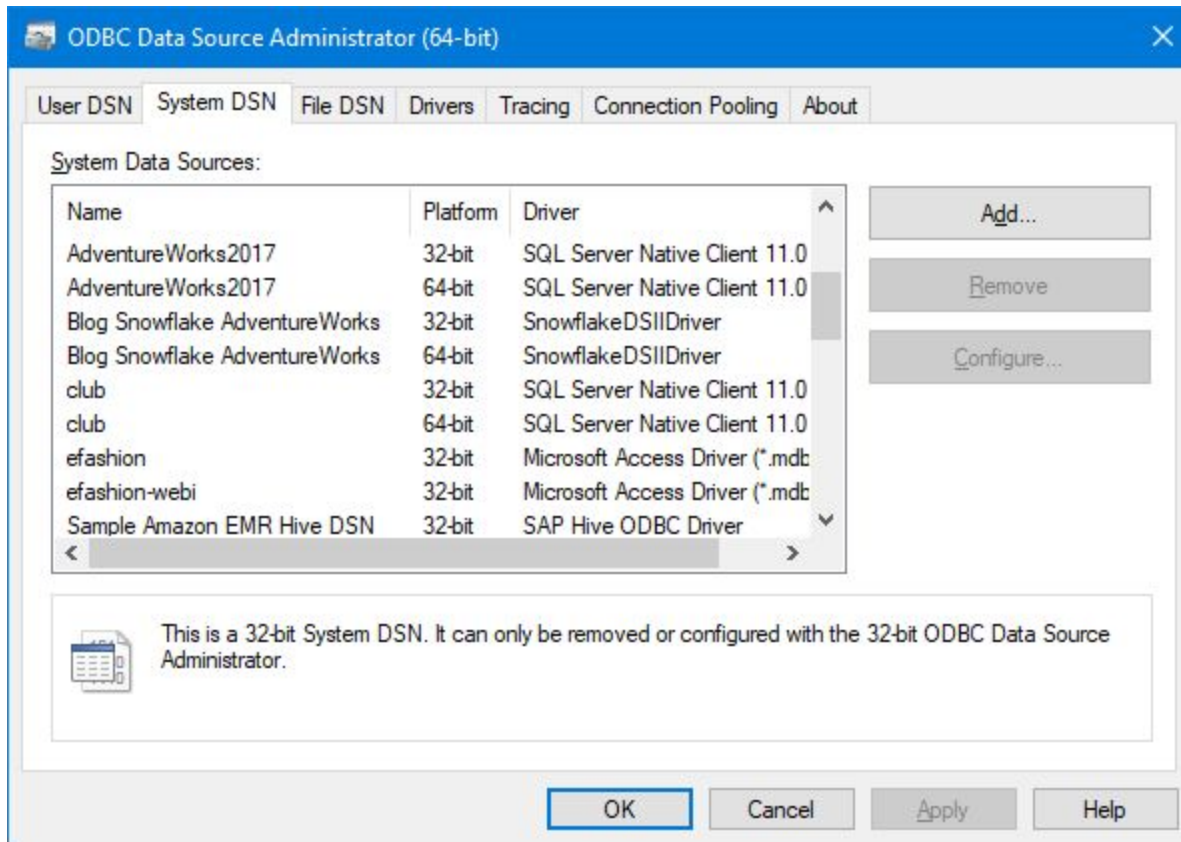 ODBC Data Source Administrator (64-bit)
User DSN System DSN File DSN Drivers Tracing Connection Pooling About
System Data Sources:
Name Platform Driver
AdventureWorks2017 32-bit SQL Server Native Client 11.0
AdventureWorks2017 64-bit SQL Server Native Client 11.0
Blog Snowflake AdventureWorks 32-bit SnowflakeDSIIDriver
Blog Snowflake AdventureWorks 64-bit SnowflakeDSIIDriver
club 32-bit SQL Server Native Client 11.0
club 64-bit SQL Server Native Client 11.0
efashion 32-bit Microsoft Access Driver (*.mdb
efashion-webi 32-bit Microsoft Access Driver (*.mdb
Sample Amazon EMR Hive DSN 32-bit SAP Hive ODBC Driver
Add...
Remove
Configure...
This is a 32-bit System DSN. It can only be removed or configured with the 32-bit ODBC Data Source
Administrator.
OK Cancel Apply Help